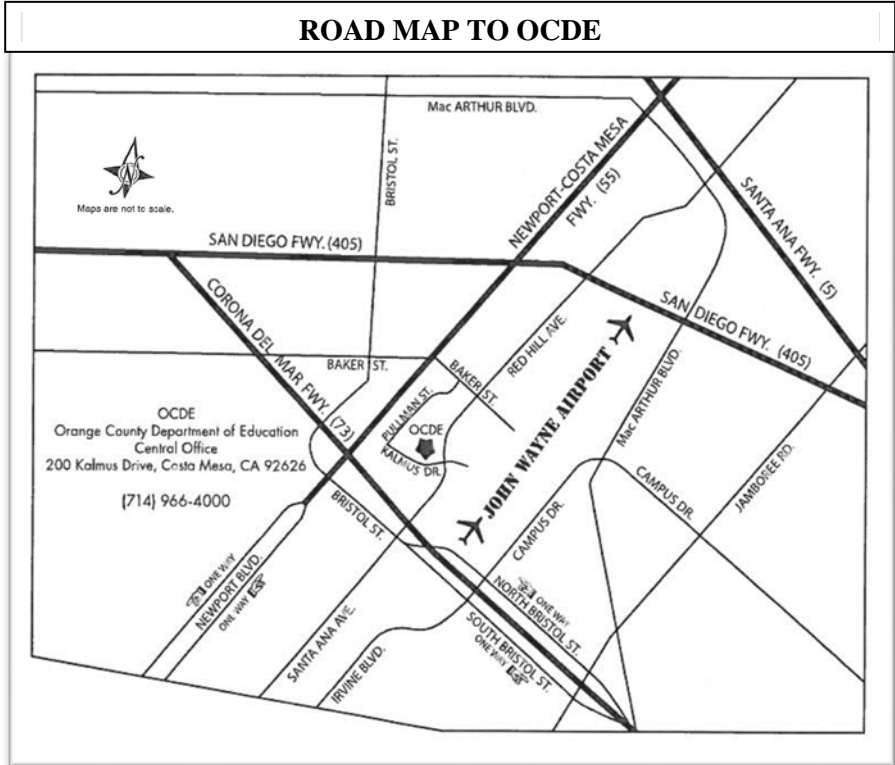 ROAD MAP TO OCDE
Mac ARTHUR BLVD.
BRISTOL ST.
NEWPORT-COSTA MESA
FWY. (55)
N
Maps are not to scale.
SANTA ANA FWY. (5)
SAN DIEGO FWY. (405)
SAN DIEGO FWY. (405)
CORONA DEL MAR FWY. (73)
RED HILL AVE.
BAKER ST.
BAKER ST.
PULLMAN ST.
OCDE
KALMUS DR.
JOHN WAYNE AIRPORT
Mac ARTHUR BLVD.
OCDE
Orange County Department of Education
Central Office
200 Kalmus Drive, Costa Mesa, CA 92626
(714) 966-4000
BRISTOL ST.
CAMPUS DR.
CAMPUS DR.
JAMBOREE RD.
ONE WAY
NEWPORT BLVD.
ONE WAY
ONE WAY
NORTH BRISTOL ST.
SOUTH BRISTOL ST.
ONE WAY
SANTA ANA AVE.
IRVINE BLVD.